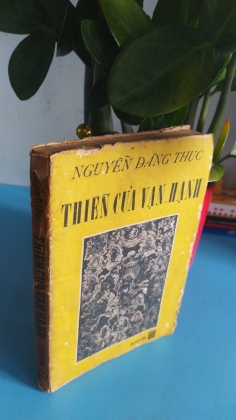 NGUYỄN ĐĂNG THỤC
THIỀN CỦA VẠN HẠNH